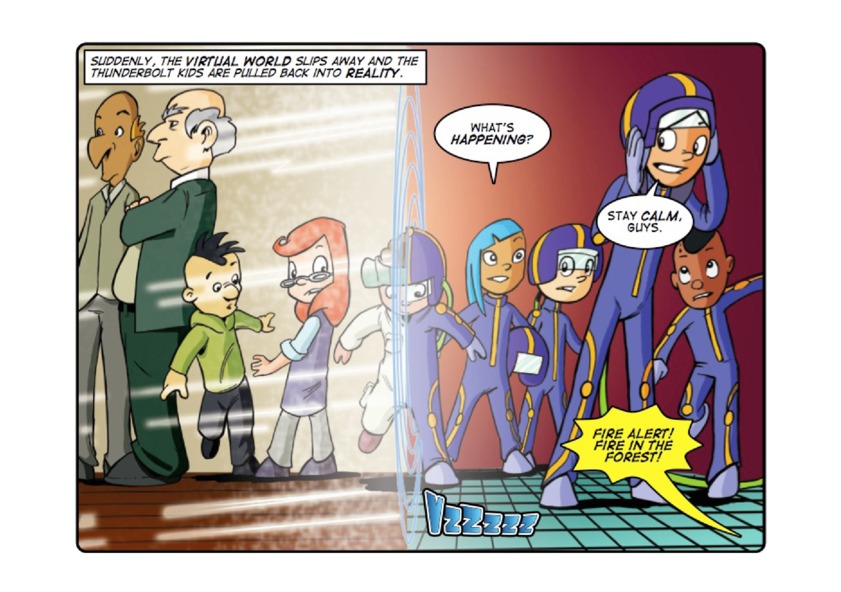 SUDDENLY, THE VIRTUAL WORLD SLIPS AWAY AND THE
THUNDERBOLT KIDS ARE PULLED BACK INTO REALITY.
WHAT'S
HAPPENING?
STAY CALM,
GUYS.
FIRE ALERT!
FIRE IN THE
FOREST!
VZZZZZ